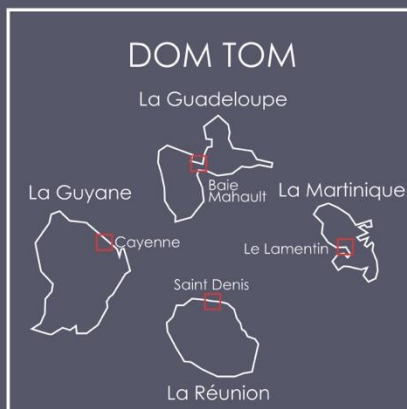 DOM TOM
La Guadeloupe
Baie
Mahault
La Guyane
Cayenne
La Martinique
Le Lamentin
Saint Denis
La Réunion